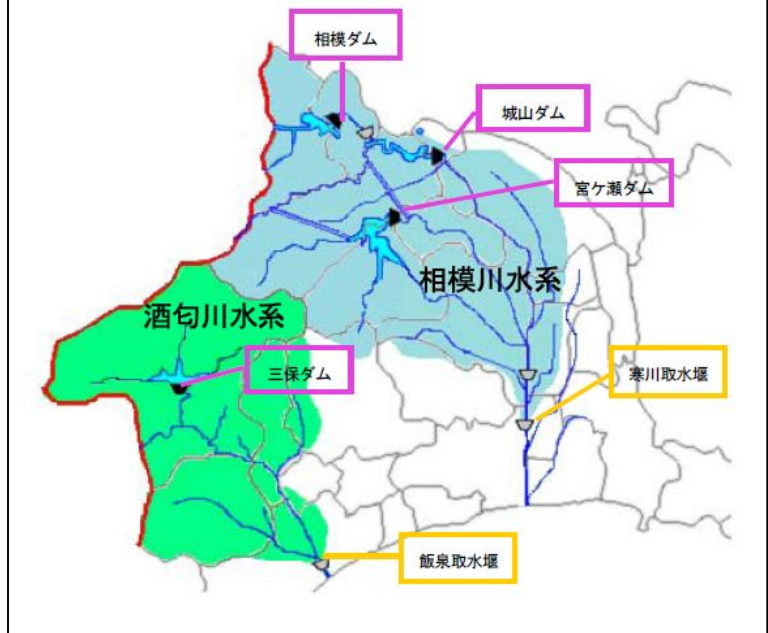 相模ダム
城山ダム
宮ケ瀬ダム
相模川水系
酒匂川水系
三保ダム
寒川取水堰
飯泉取水堰